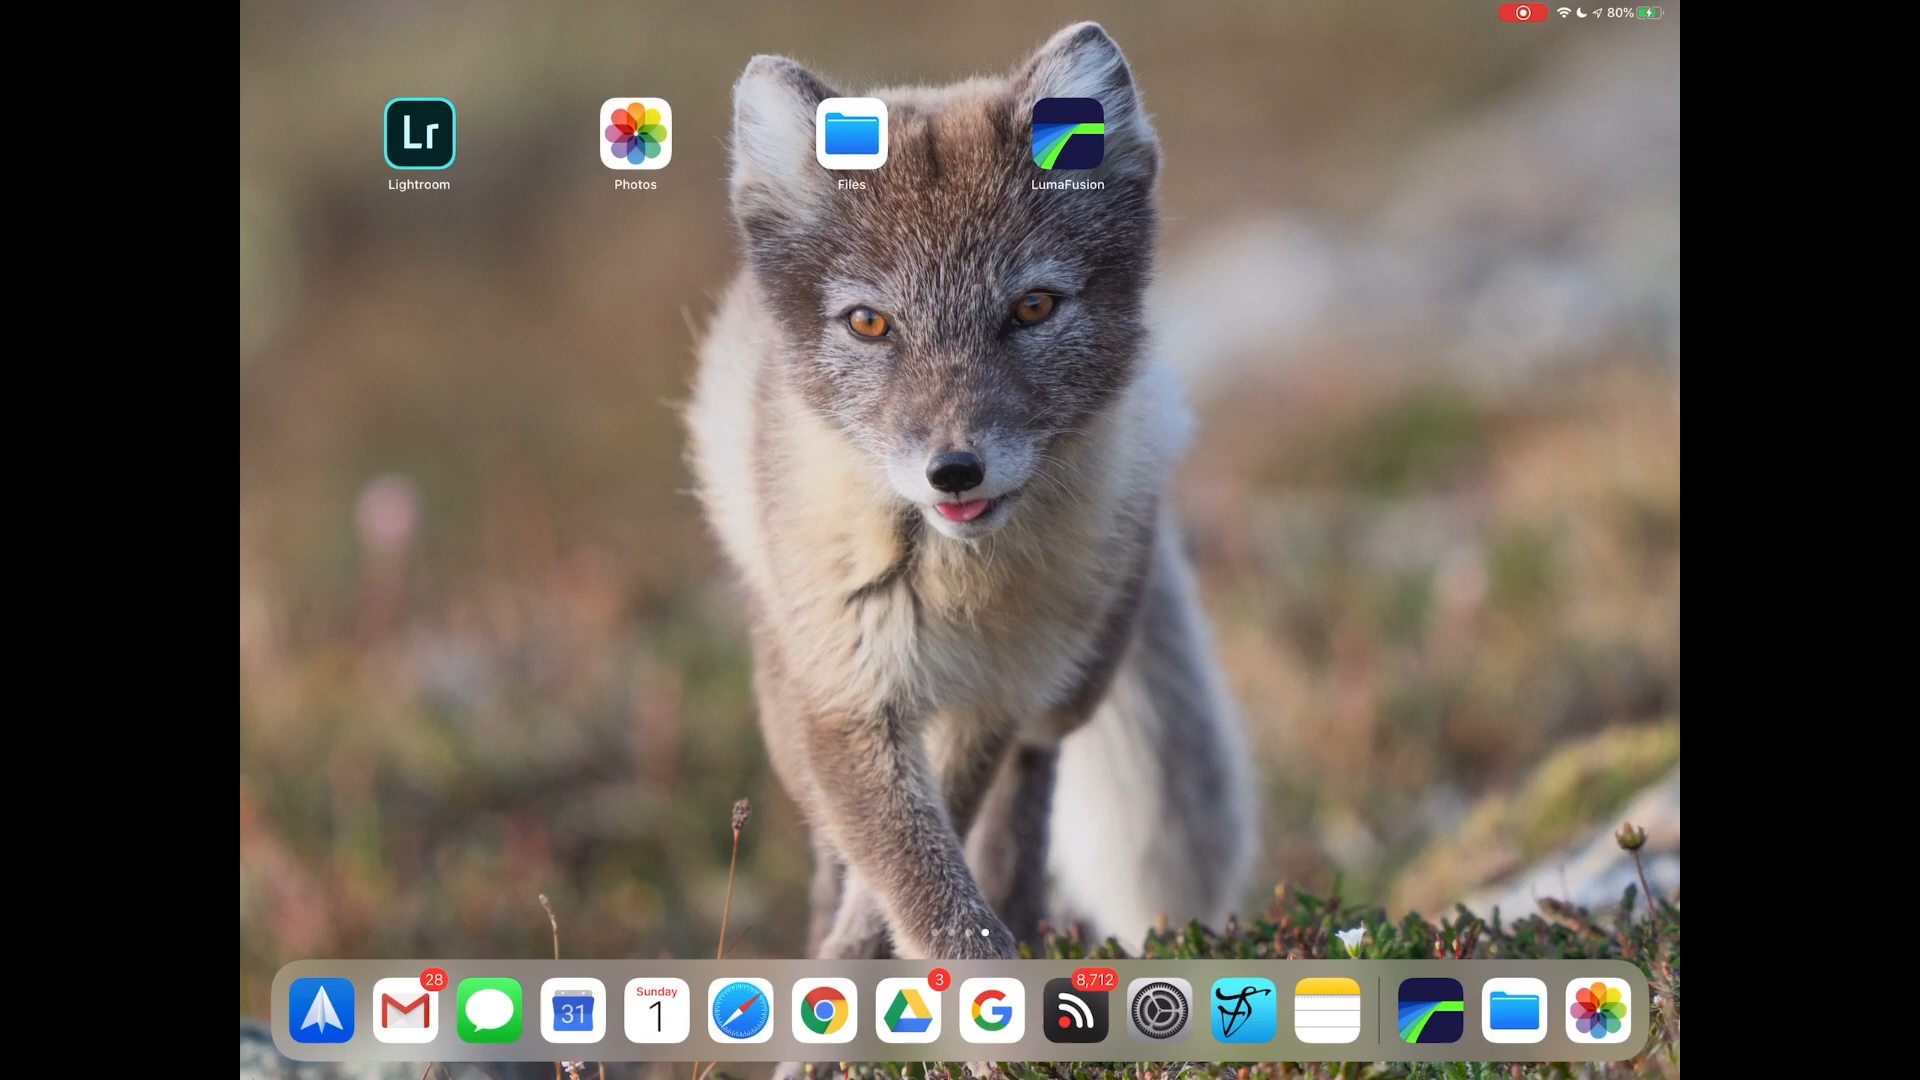 80%
Lr
Lightroom
Photos
Files
LumaFusion
28
31
Sunday
1
3
G
8,712